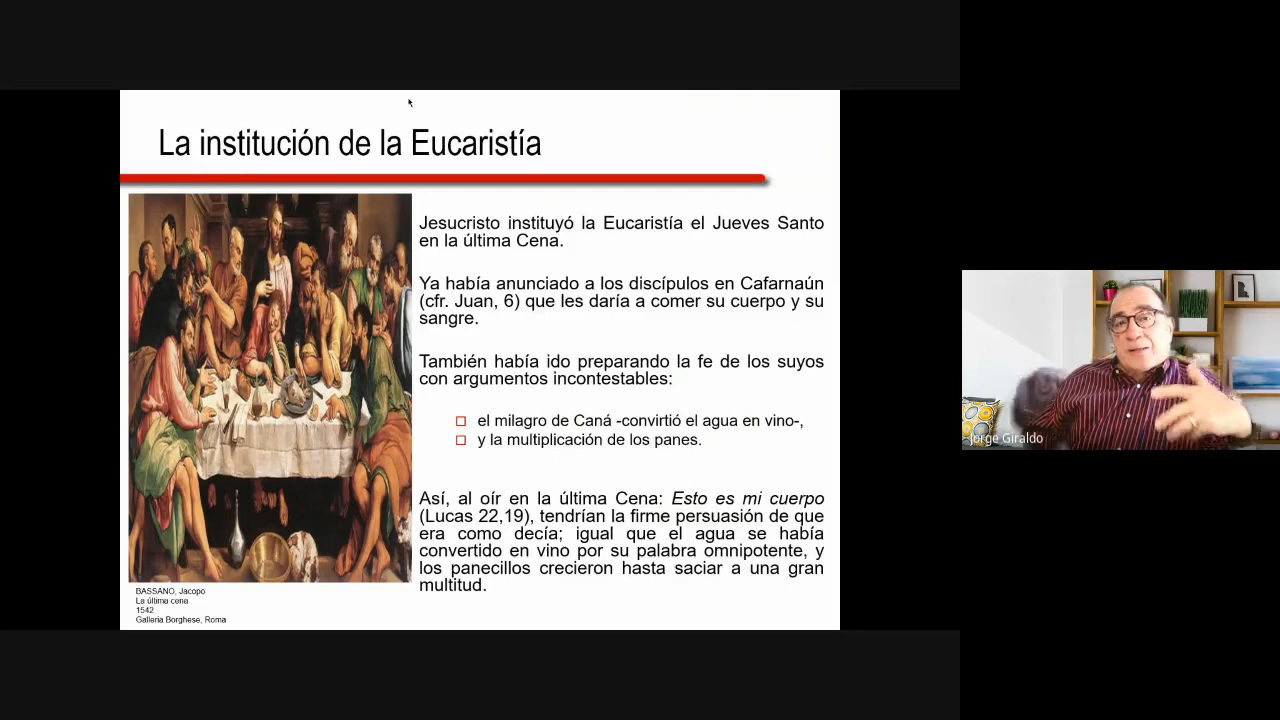 La institución de la Eucaristía
Jesucristo instituyó la Eucaristía el Jueves Santo
en la última Cena.
Ya había anunciado a los discípulos en Cafarnaún
(cfr. Juan, 6) que les daría a comer su cuerpo y su
sangre.
También había ido preparando la fe de los suyos
con argumentos incontestables:
el milagro de Caná -convirtió el agua en vino-,
y la multiplicación de los panes.
Así, al oír en la última Cena: Esto es mi cuerpo
(Lucas 22,19), tendrían la firme persuasión de que
era como decía; igual que el agua se había
convertido en vino por su palabra omnipotente, y
los panecillos crecieron hasta saciar a una gran
multitud.
BASSANO, Jacopo
La última cena
1542
Galleria Borghese, Roma
Jorge Giraldo